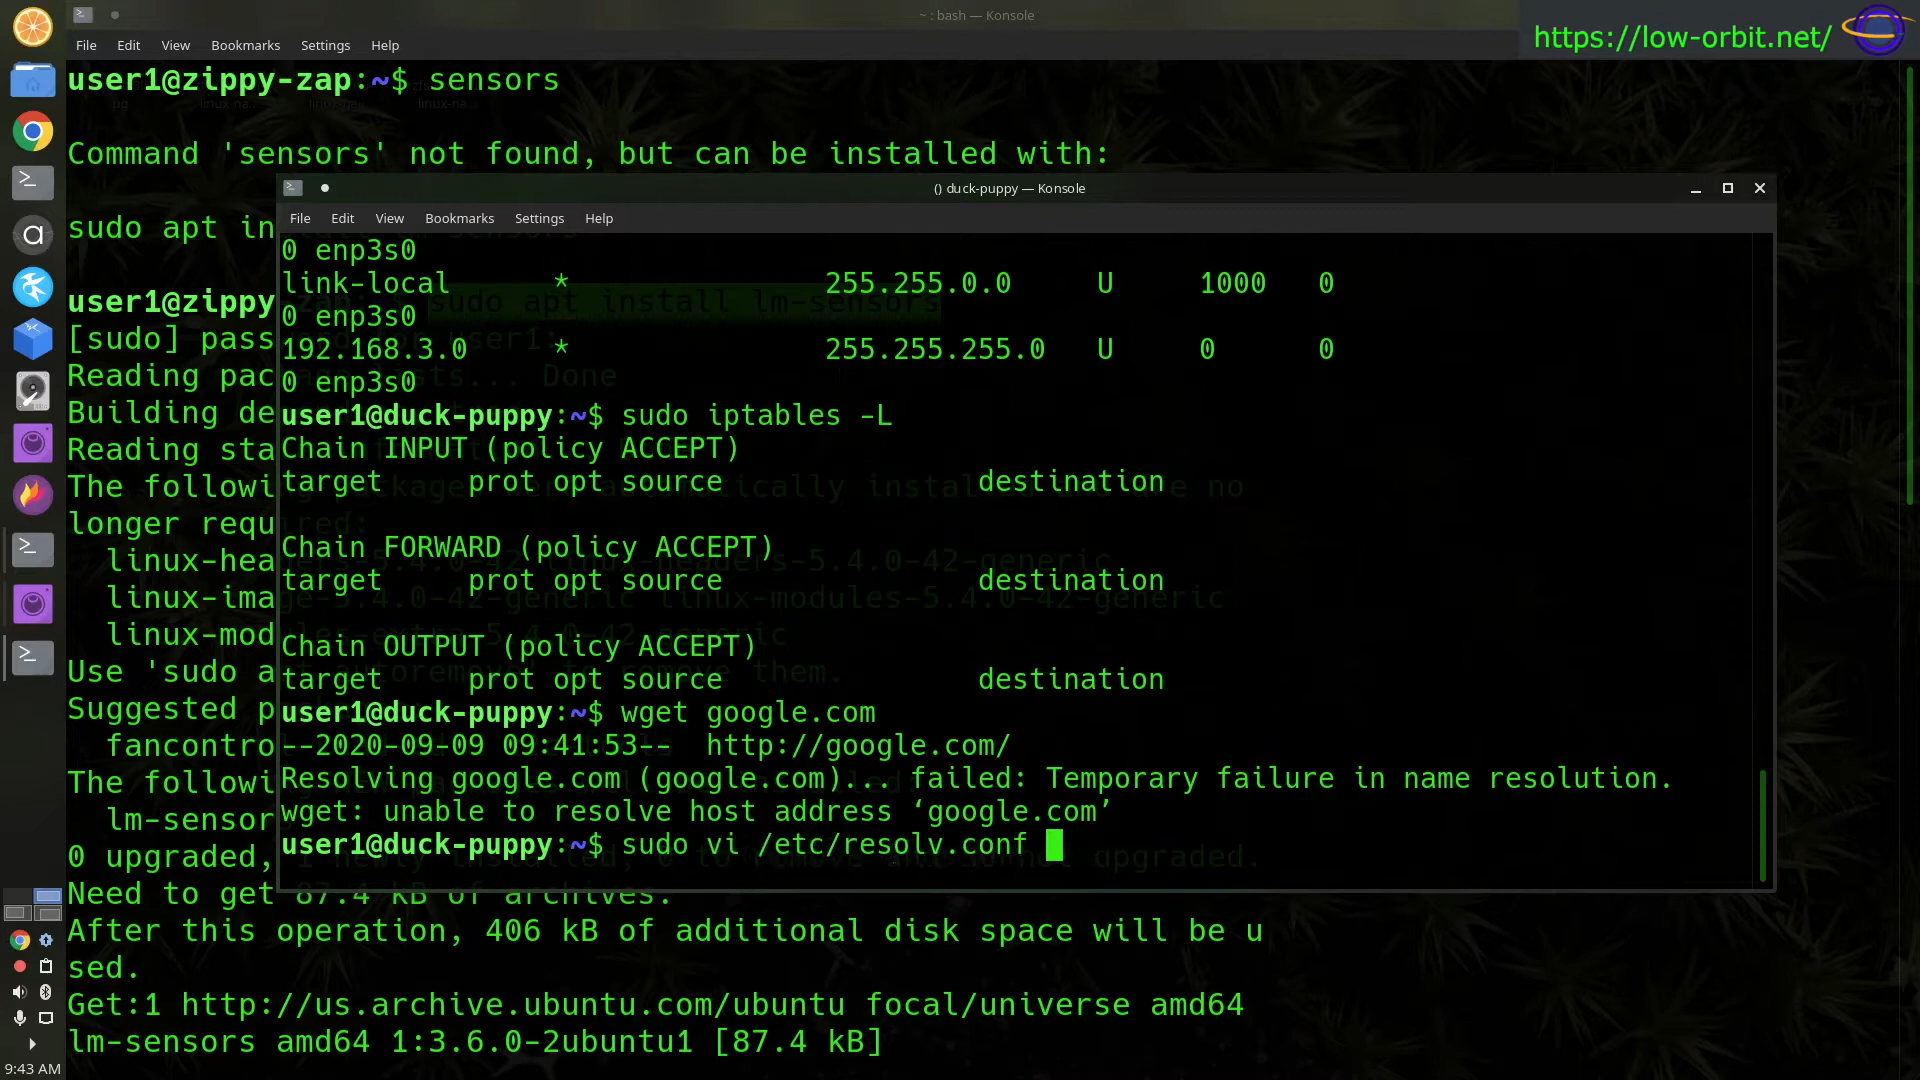 ~ : bash — Konsole
https://low-orbit.net/
File Edit View Bookmarks Settings Help
user1@zippy-zap:~$ sensors
Command 'sensors' not found, but can be installed with:
sudo apt in
user1@zippy
[sudo] pass
Reading pac
Building de
Reading sta
The followi
longer requ
linux-hea
linux-ima
linux-mod
Use 'sudo a
Suggested p
fancontro
The followi
lm-sensor
0 upgraded,
Need to get 87.4 kB of archives.
After this operation, 406 kB of additional disk space will be u
sed.
Get:1 http://us.archive.ubuntu.com/ubuntu focal/universe amd64
lm-sensors amd64 1:3.6.0-2ubuntu1 [87.4 kB]
() duck-puppy — Konsole
File Edit View Bookmarks Settings Help
0 enp3s0
link-local * 255.255.0.0 U 1000 0
0 enp3s0
192.168.3.0 * 255.255.255.0 U 0 0
0 enp3s0
user1@duck-puppy:~$ sudo iptables -L
Chain INPUT (policy ACCEPT)
target prot opt source destination
Chain FORWARD (policy ACCEPT)
target prot opt source destination
Chain OUTPUT (policy ACCEPT)
target prot opt source destination
user1@duck-puppy:~$ wget google.com
--2020-09-09 09:41:53-- http://google.com/
Resolving google.com (google.com)... failed: Temporary failure in name resolution.
wget: unable to resolve host address ‘google.com’
user1@duck-puppy:~$ sudo vi /etc/resolv.conf
9:43 AM